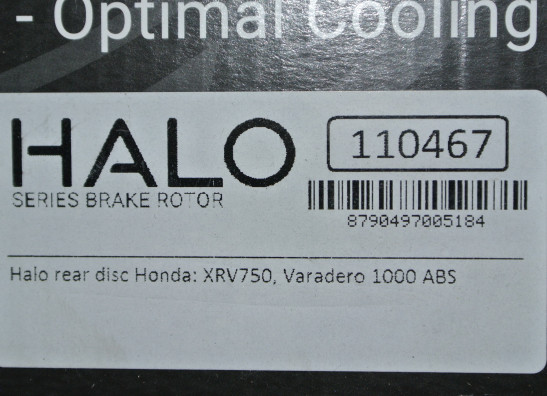 - Optimal Cooling
HALO
SERIES BRAKE ROTOR
110467
8790497005184
Halo rear disc Honda: XRV750, Varadero 1000 ABS